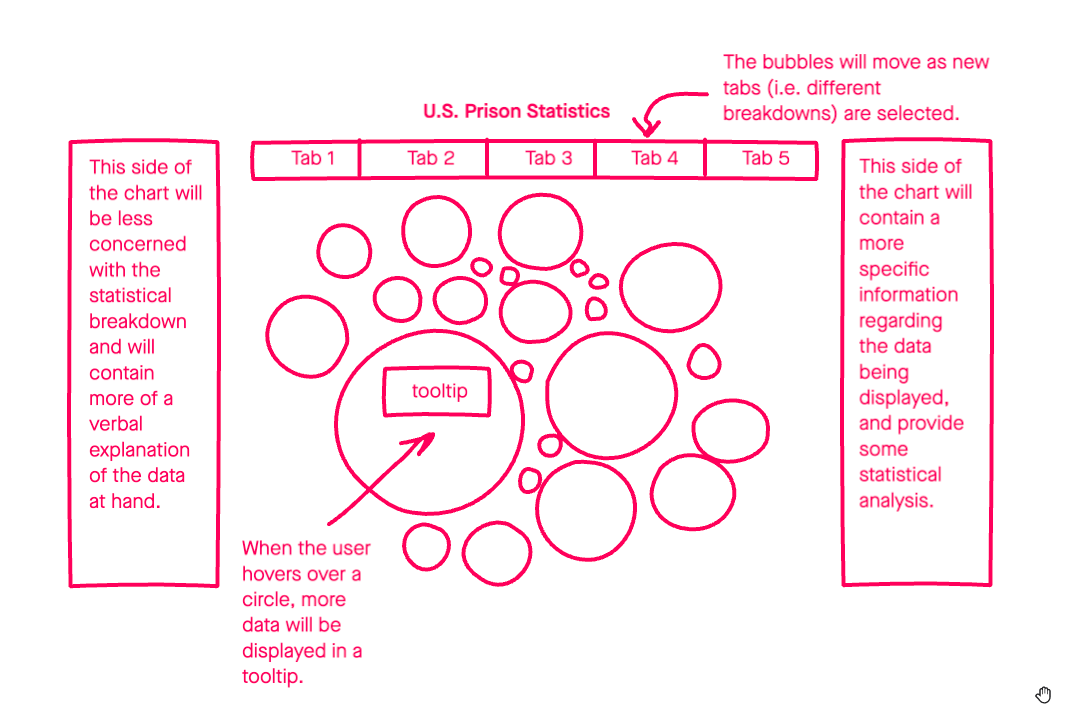 The bubbles will move as new
tabs (i.e. different
breakdowns) are selected.
U.S. Prison Statistics
Tab 1
Tab 2
Tab 3
Tab 4
Tab 5
This side of
the chart will
be less
concerned
with the
statistical
breakdown
and will
contain
more of a
verbal
explanation
of the data
at hand.
tooltip
When the user
hovers over a
circle, more
data will be
displayed in a
tooltip.
This side of
the chart will
contain a
more
specific
information
regarding
the data
being
displayed,
and provide
some
statistical
analysis.